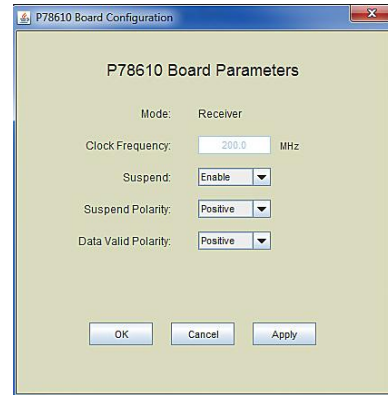 P78610 Board Configuration
P78610 Board Parameters
Mode: Receiver
Clock Frequency: 200.0 MHz
Suspend: Enable
Suspend Polarity: Positive
Data Valid Polarity: Positive
OK Cancel Apply